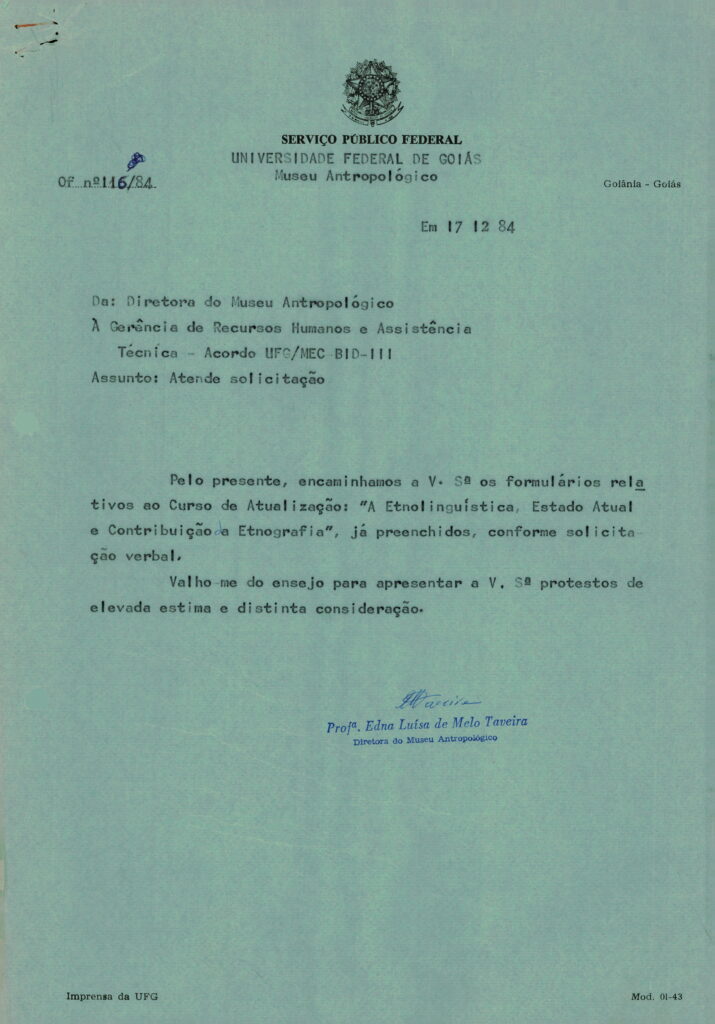 SERVIÇO PÚBLICO FEDERAL
UNIVERSIDADE FEDERAL DE GOIÁS
Museu Antropológico
Of nº116/84
Goiânia - Goiás
Em 17 12 84
Da: Diretora do Museu Antropológico
À Gerência de Recursos Humanos e Assistência
Técnica - Acordo UFG/MEC BID-III
Assunto: Atende solicitação
Pelo presente, encaminhamos a V. Sª os formulários rela
tivos ao Curso de Atualização: "A Etnolinguística, Estado Atual
e Contribuição a Etnografia", já preenchidos, conforme solicita-
ção verbal.
Valho-me do ensejo para apresentar a V. Sª protestos de
elevada estima e distinta consideração.
Profª. Edna Luísa de Melo Taveira
Diretora do Museu Antropológico
Imprensa da UFG
Mod. 01-43